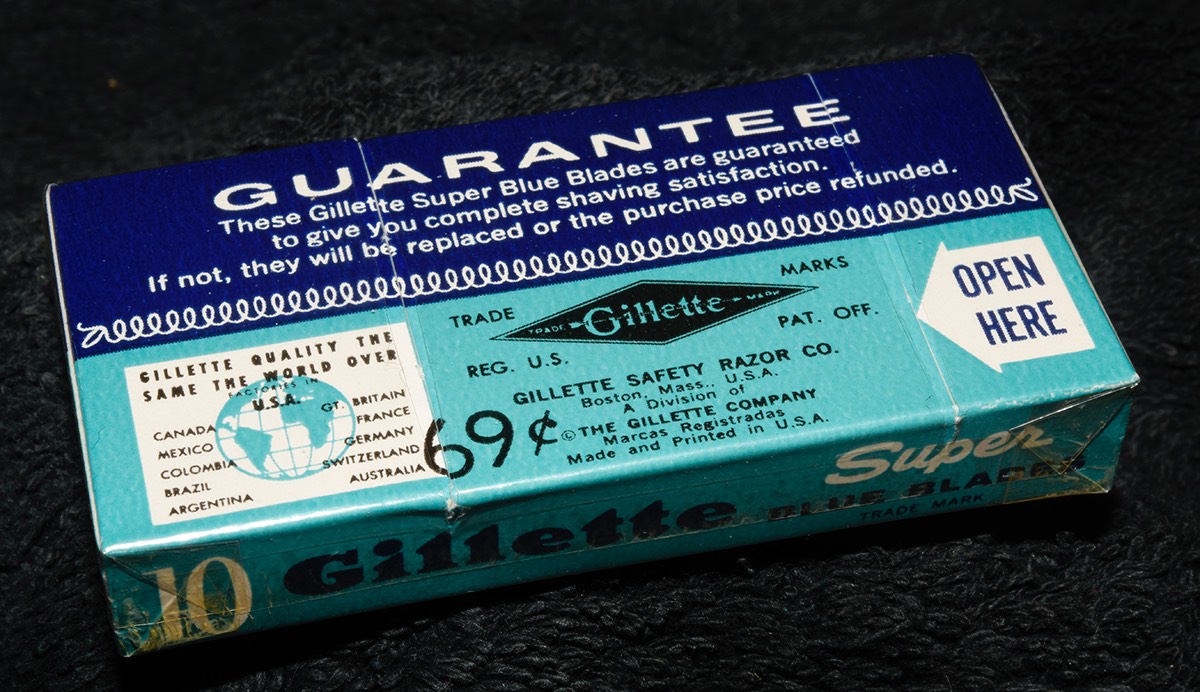 GUARANTEE
These Gillette Super Blue Blades are guaranteed
to give you complete shaving satisfaction.
If not, they will be replaced or the purchase price refunded.
GILLETTE QUALITY THE
SAME THE WORLD OVER
FACTORIES IN
U.S.A.
CANADA
MEXICO
COLOMBIA
BRAZIL
ARGENTINA
GT. BRITAIN
FRANCE
GERMANY
SWITZERLAND
AUSTRALIA
TRADE MARKS
TRADE Gillette MARK
REG. U.S. PAT. OFF.
GILLETTE SAFETY RAZOR CO.
Boston, Mass., U.S.A.
A Division of
© THE GILLETTE COMPANY
Marcas Registradas
Made and Printed in U.S.A.
69¢
OPEN
HERE
10 Gillette Super
BLUE BLADES
TRADE MARK